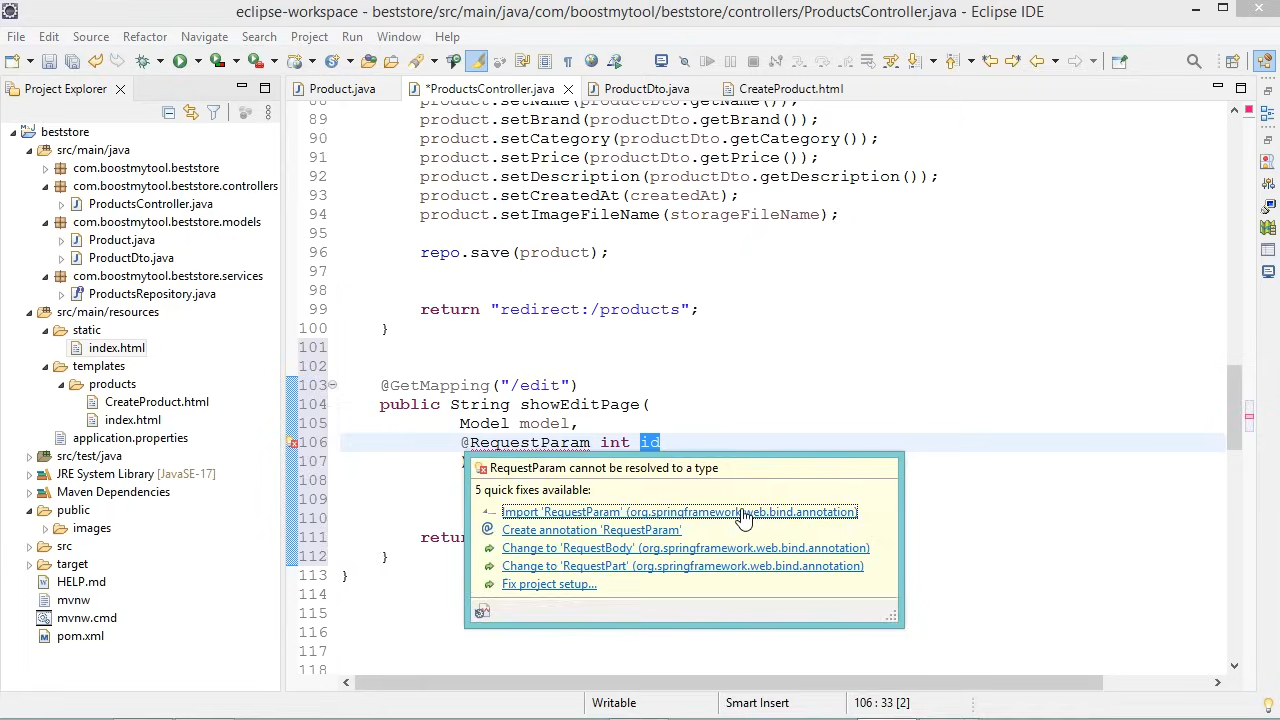 eclipse-workspace - beststore/src/main/java/com/boostmytool/beststore/controllers/ProductsController.java - Eclipse IDE
File Edit Source Refactor Navigate Search Project Run Window Help
Project Explorer
beststore
src/main/java
com.boostmytool.beststore
com.boostmytool.beststore.controllers
ProductsController.java
com.boostmytool.beststore.models
Product.java
ProductDto.java
com.boostmytool.beststore.services
ProductsRepository.java
src/main/resources
static
index.html
templates
products
CreateProduct.html
index.html
application.properties
src/test/java
JRE System Library [JavaSE-17]
Maven Dependencies
public
images
src
target
HELP.md
mvnw
mvnw.cmd
pom.xml
Product.java *ProductsController.java ProductDto.java CreateProduct.html
88 product.setName(productDto.getName());
89 product.setBrand(productDto.getBrand());
90 product.setCategory(productDto.getCategory());
91 product.setPrice(productDto.getPrice());
92 product.setDescription(productDto.getDescription());
93 product.setCreatedAt(createdAt);
94 product.setImageFileName(storageFileName);
95
96 repo.save(product);
97
98
99 return "redirect:/products";
100 }
101
102
103 @GetMapping("/edit")
104 public String showEditPage(
105 Model model,
106 @RequestParam int id
107
108
109
110
111 retu
112 }
113 }
114
115
116
117
118
RequestParam cannot be resolved to a type
5 quick fixes available:
Import 'RequestParam' (org.springframework.web.bind.annotation)
Create annotation 'RequestParam'
Change to 'RequestBody' (org.springframework.web.bind.annotation)
Change to 'RequestPart' (org.springframework.web.bind.annotation)
Fix project setup...
Writable Smart Insert 106 : 33 [2]